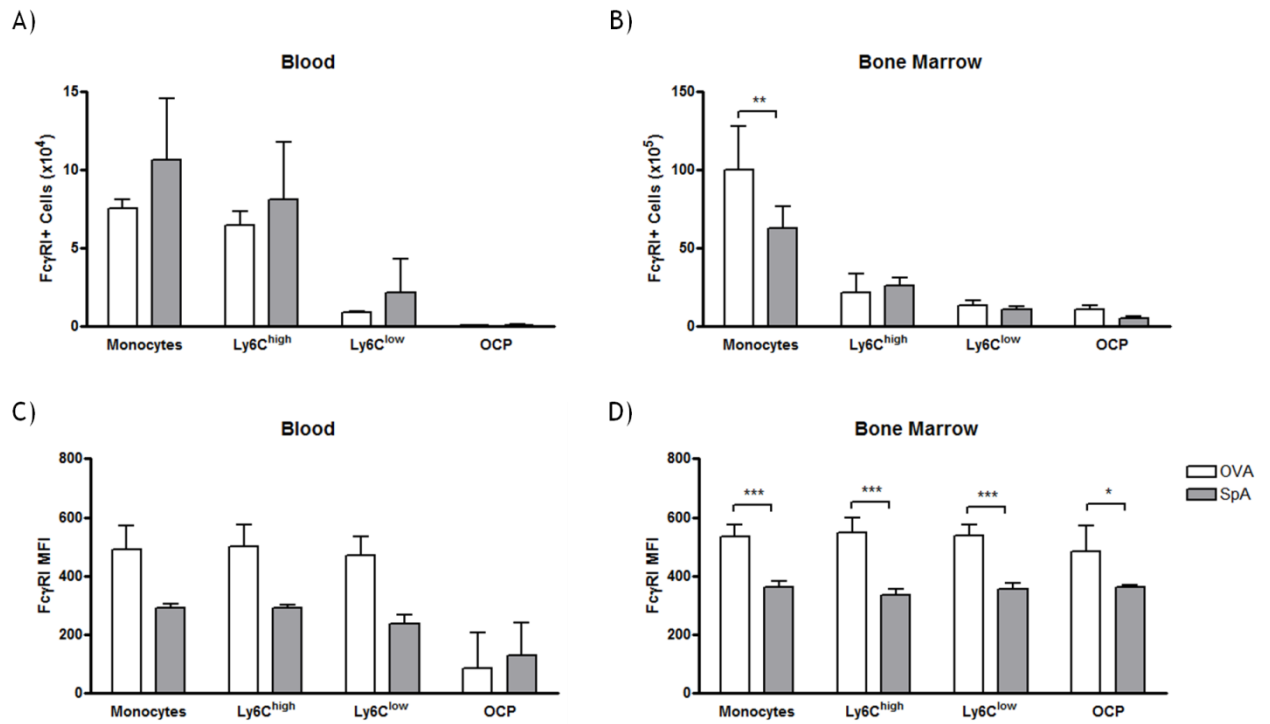 A)
Blood
FcγRI+ Cells (x10⁴)
15
10
5
0
Monocytes Ly6Cʰⁱᵍʰ Ly6Cˡᵒʷ OCP
B)
Bone Marrow
FcγRI+ Cells (x10⁵)
150
100
50
0
**
Monocytes Ly6Cʰⁱᵍʰ Ly6Cˡᵒʷ OCP
C)
Blood
FcγRI MFI
800
600
400
200
0
Monocytes Ly6Cʰⁱᵍʰ Ly6Cˡᵒʷ OCP
D)
Bone Marrow
FcγRI MFI
800
600
400
200
0
*** *** *** *
Monocytes Ly6Cʰⁱᵍʰ Ly6Cˡᵒʷ OCP
OVA
SpA